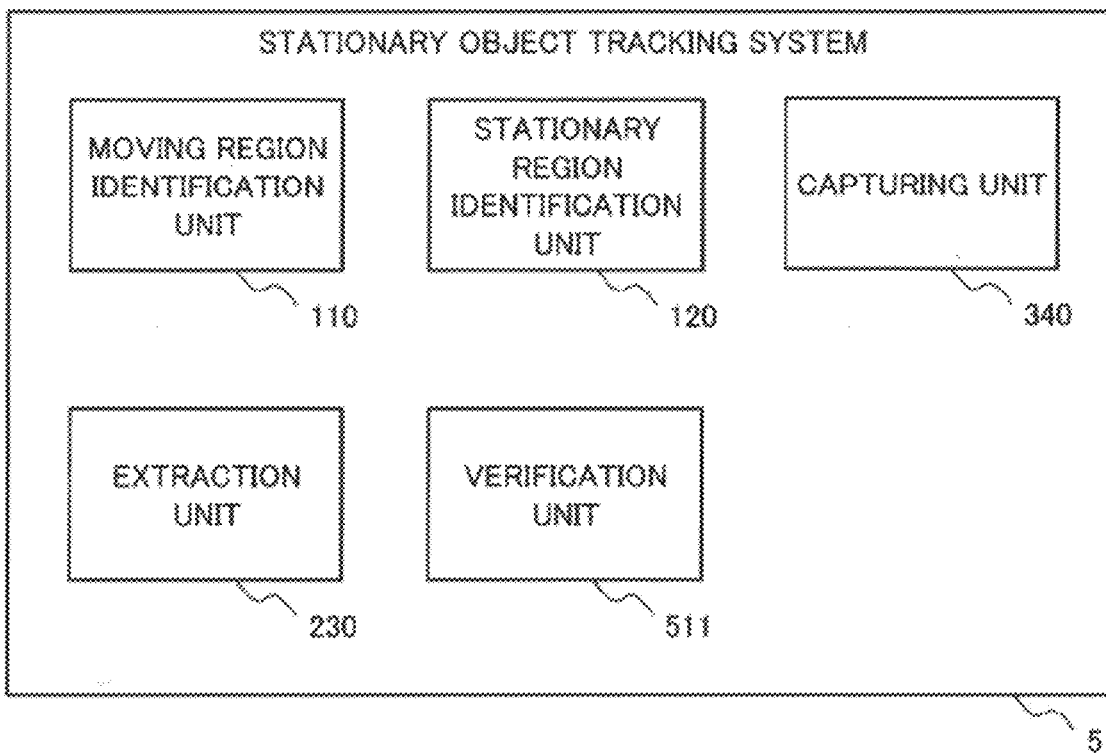 STATIONARY OBJECT TRACKING SYSTEM
MOVING REGION
IDENTIFICATION
UNIT
110
STATIONARY
REGION
IDENTIFICATION
UNIT
120
CAPTURING UNIT
340
EXTRACTION
UNIT
230
VERIFICATION
UNIT
511
5